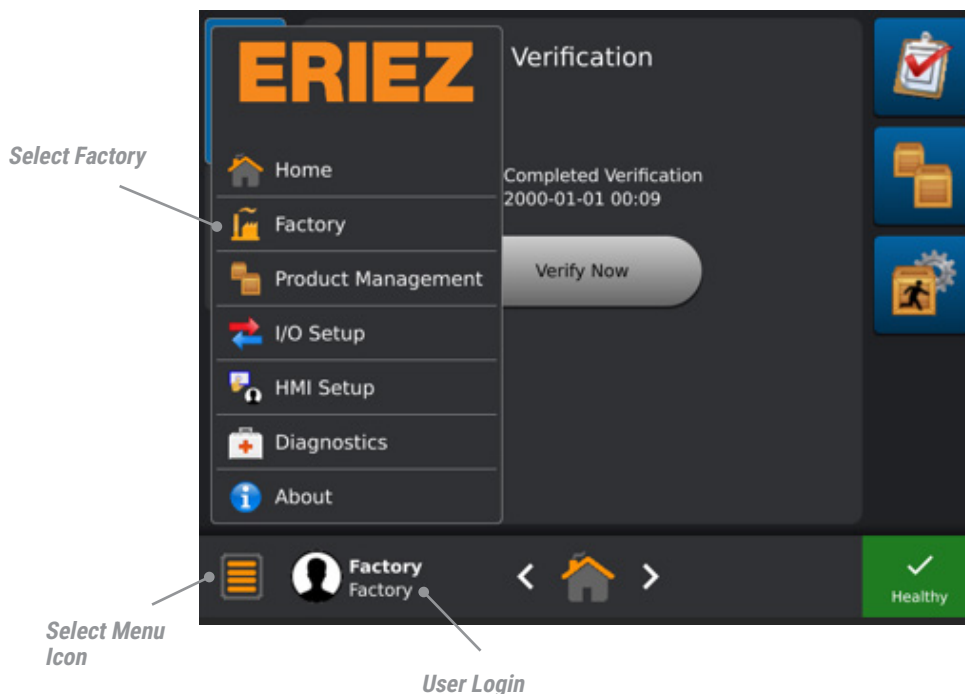 ERIEZ
Verification
Select Factory
Home
Completed Verification
2000-01-01 00:09
Factory
Verify Now
Product Management
I/O Setup
HMI Setup
Diagnostics
About
Factory
Factory
Healthy
Select Menu
Icon
User Login